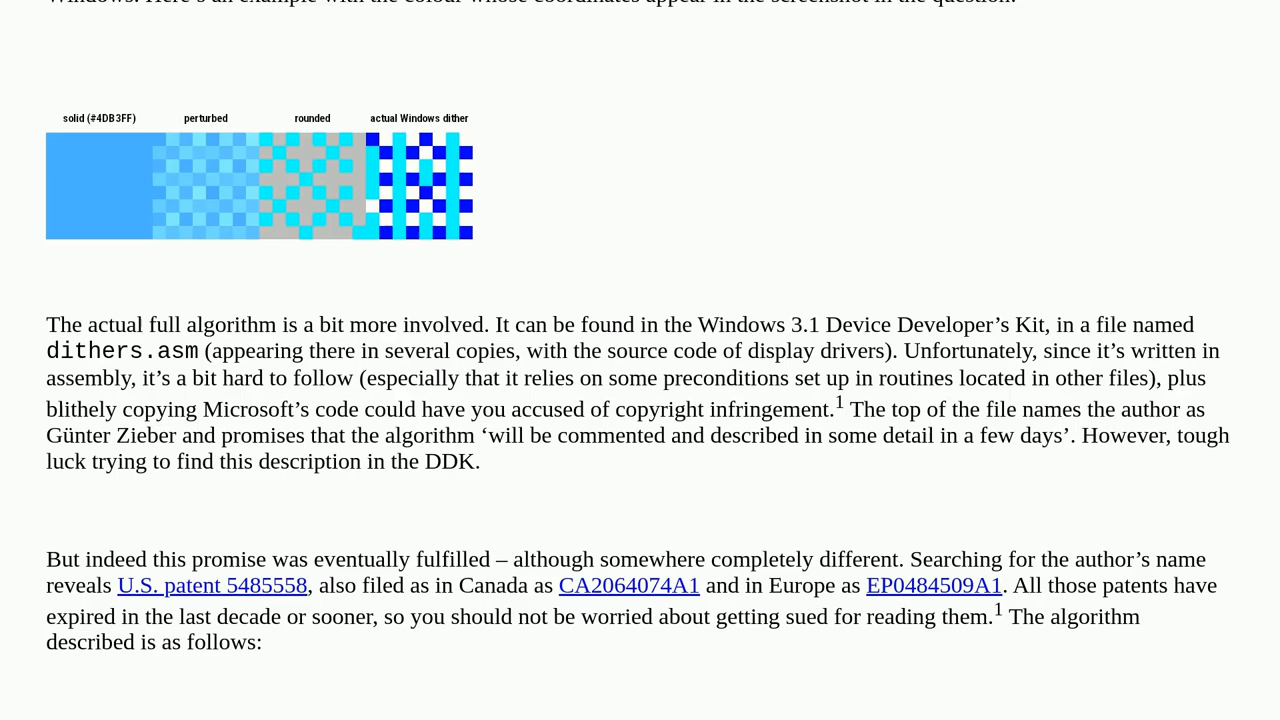 Windows. Here's an example with the colour whose coordinates appear in the screenshot in the question:
solid (#4DB3FF) perturbed rounded actual Windows dither
The actual full algorithm is a bit more involved. It can be found in the Windows 3.1 Device Developer’s Kit, in a file named
dithers.asm (appearing there in several copies, with the source code of display drivers). Unfortunately, since it’s written in
assembly, it’s a bit hard to follow (especially that it relies on some preconditions set up in routines located in other files), plus
blithely copying Microsoft’s code could have you accused of copyright infringement.1 The top of the file names the author as
Günter Zieber and promises that the algorithm ‘will be commented and described in some detail in a few days’. However, tough
luck trying to find this description in the DDK.
But indeed this promise was eventually fulfilled – although somewhere completely different. Searching for the author’s name
reveals U.S. patent 5485558, also filed as in Canada as CA2064074A1 and in Europe as EP0484509A1. All those patents have
expired in the last decade or sooner, so you should not be worried about getting sued for reading them.1 The algorithm
described is as follows: